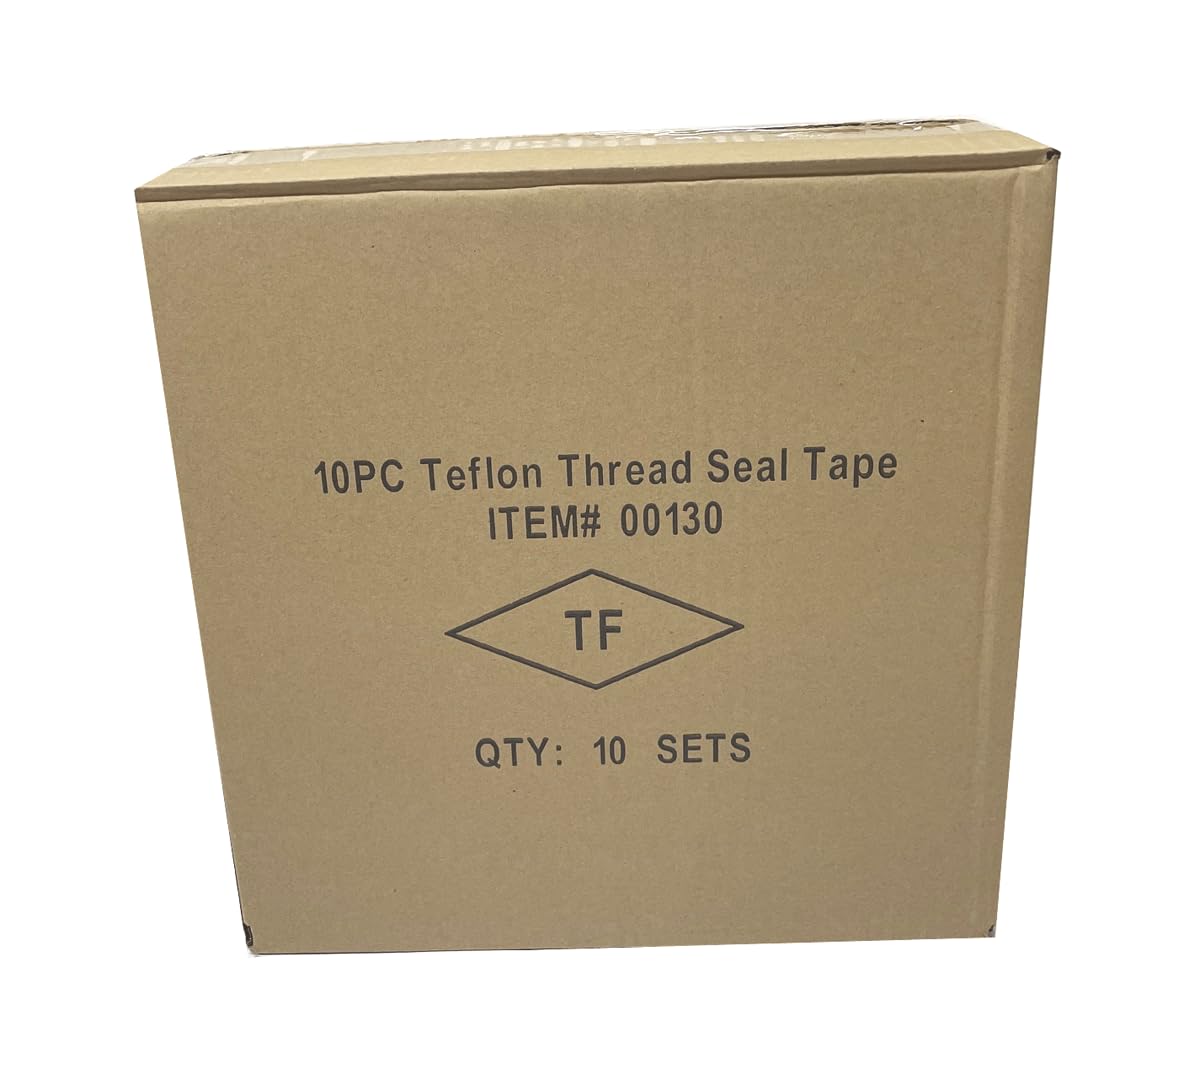 10PC Teflon Thread Seal Tape
ITEM# 00130
TF
QTY: 10 SETS